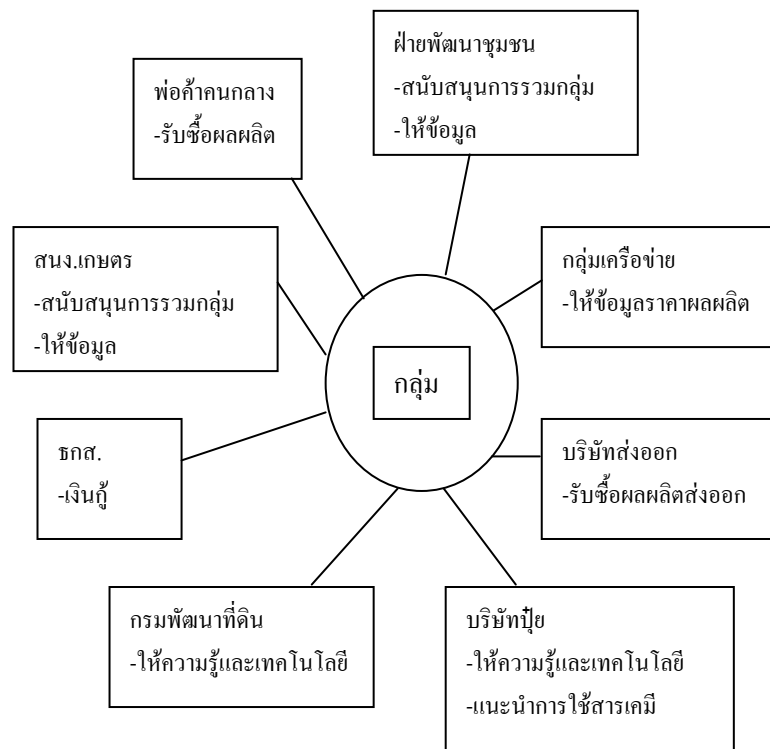 ฝ่ายพัฒนาชุมชน
-สนับสนุนการรวมกลุ่ม
-ให้ข้อมูล
พ่อค้าคนกลาง
-รับซื้อผลผลิต
สนง.เกษตร
-สนับสนุนการรวมกลุ่ม
-ให้ข้อมูล
กลุ่มเครือข่าย
-ให้ข้อมูลราคาผลผลิต
กลุ่ม
ธกส.
-เงินกู้
บริษัทส่งออก
-รับซื้อผลผลิตส่งออก
กรมพัฒนาที่ดิน
-ให้ความรู้และเทคโนโลยี
บริษัทปุ๋ย
-ให้ความรู้และเทคโนโลยี
-แนะนำการใช้สารเคมี